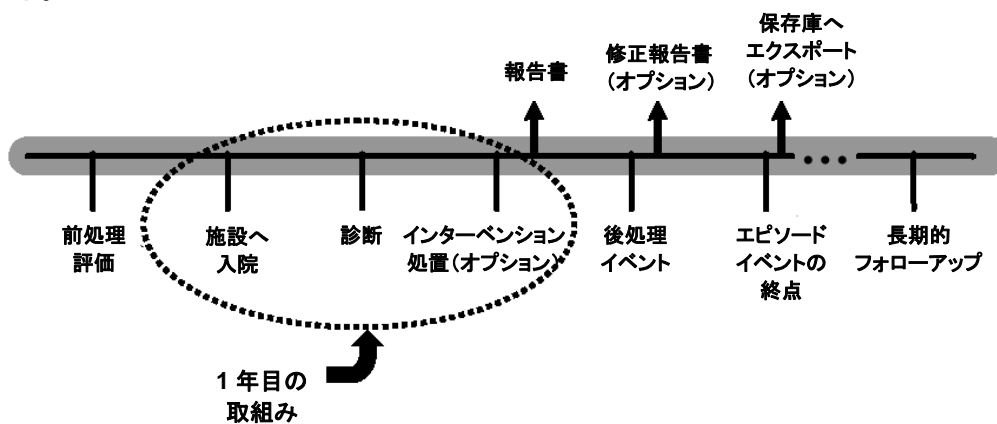 保存庫へ
エクスポート
(オプション)
修正報告書
(オプション)
報告書
前処理
評価
施設へ
入院
診断
インターベンション
処置(オプション)
後処理
イベント
エピソード
イベントの
終点
長期的
フォローアップ
1 年目の
取組み